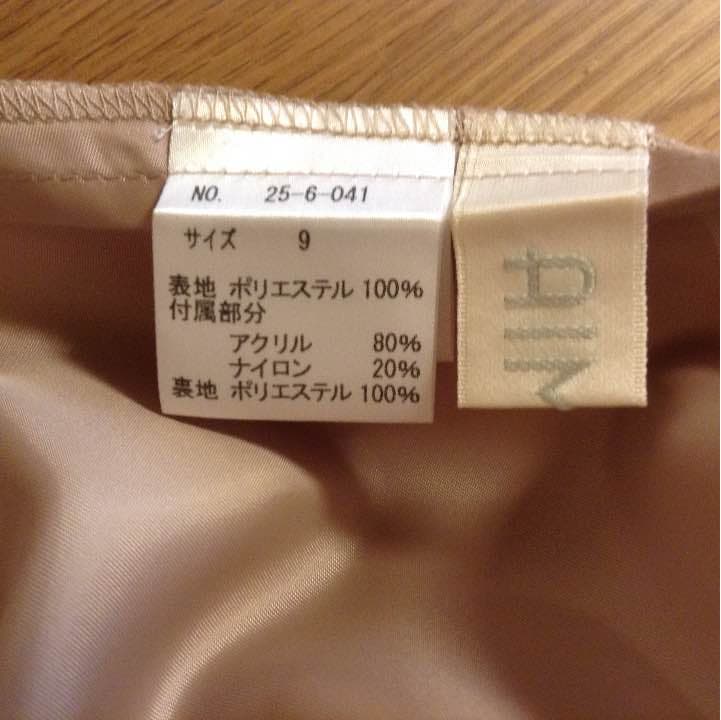 NO. 25-6-041
サイズ 9
表地 ポリエステル 100%
付属部分
アクリル 80%
ナイロン 20%
裏地 ポリエステル 100%